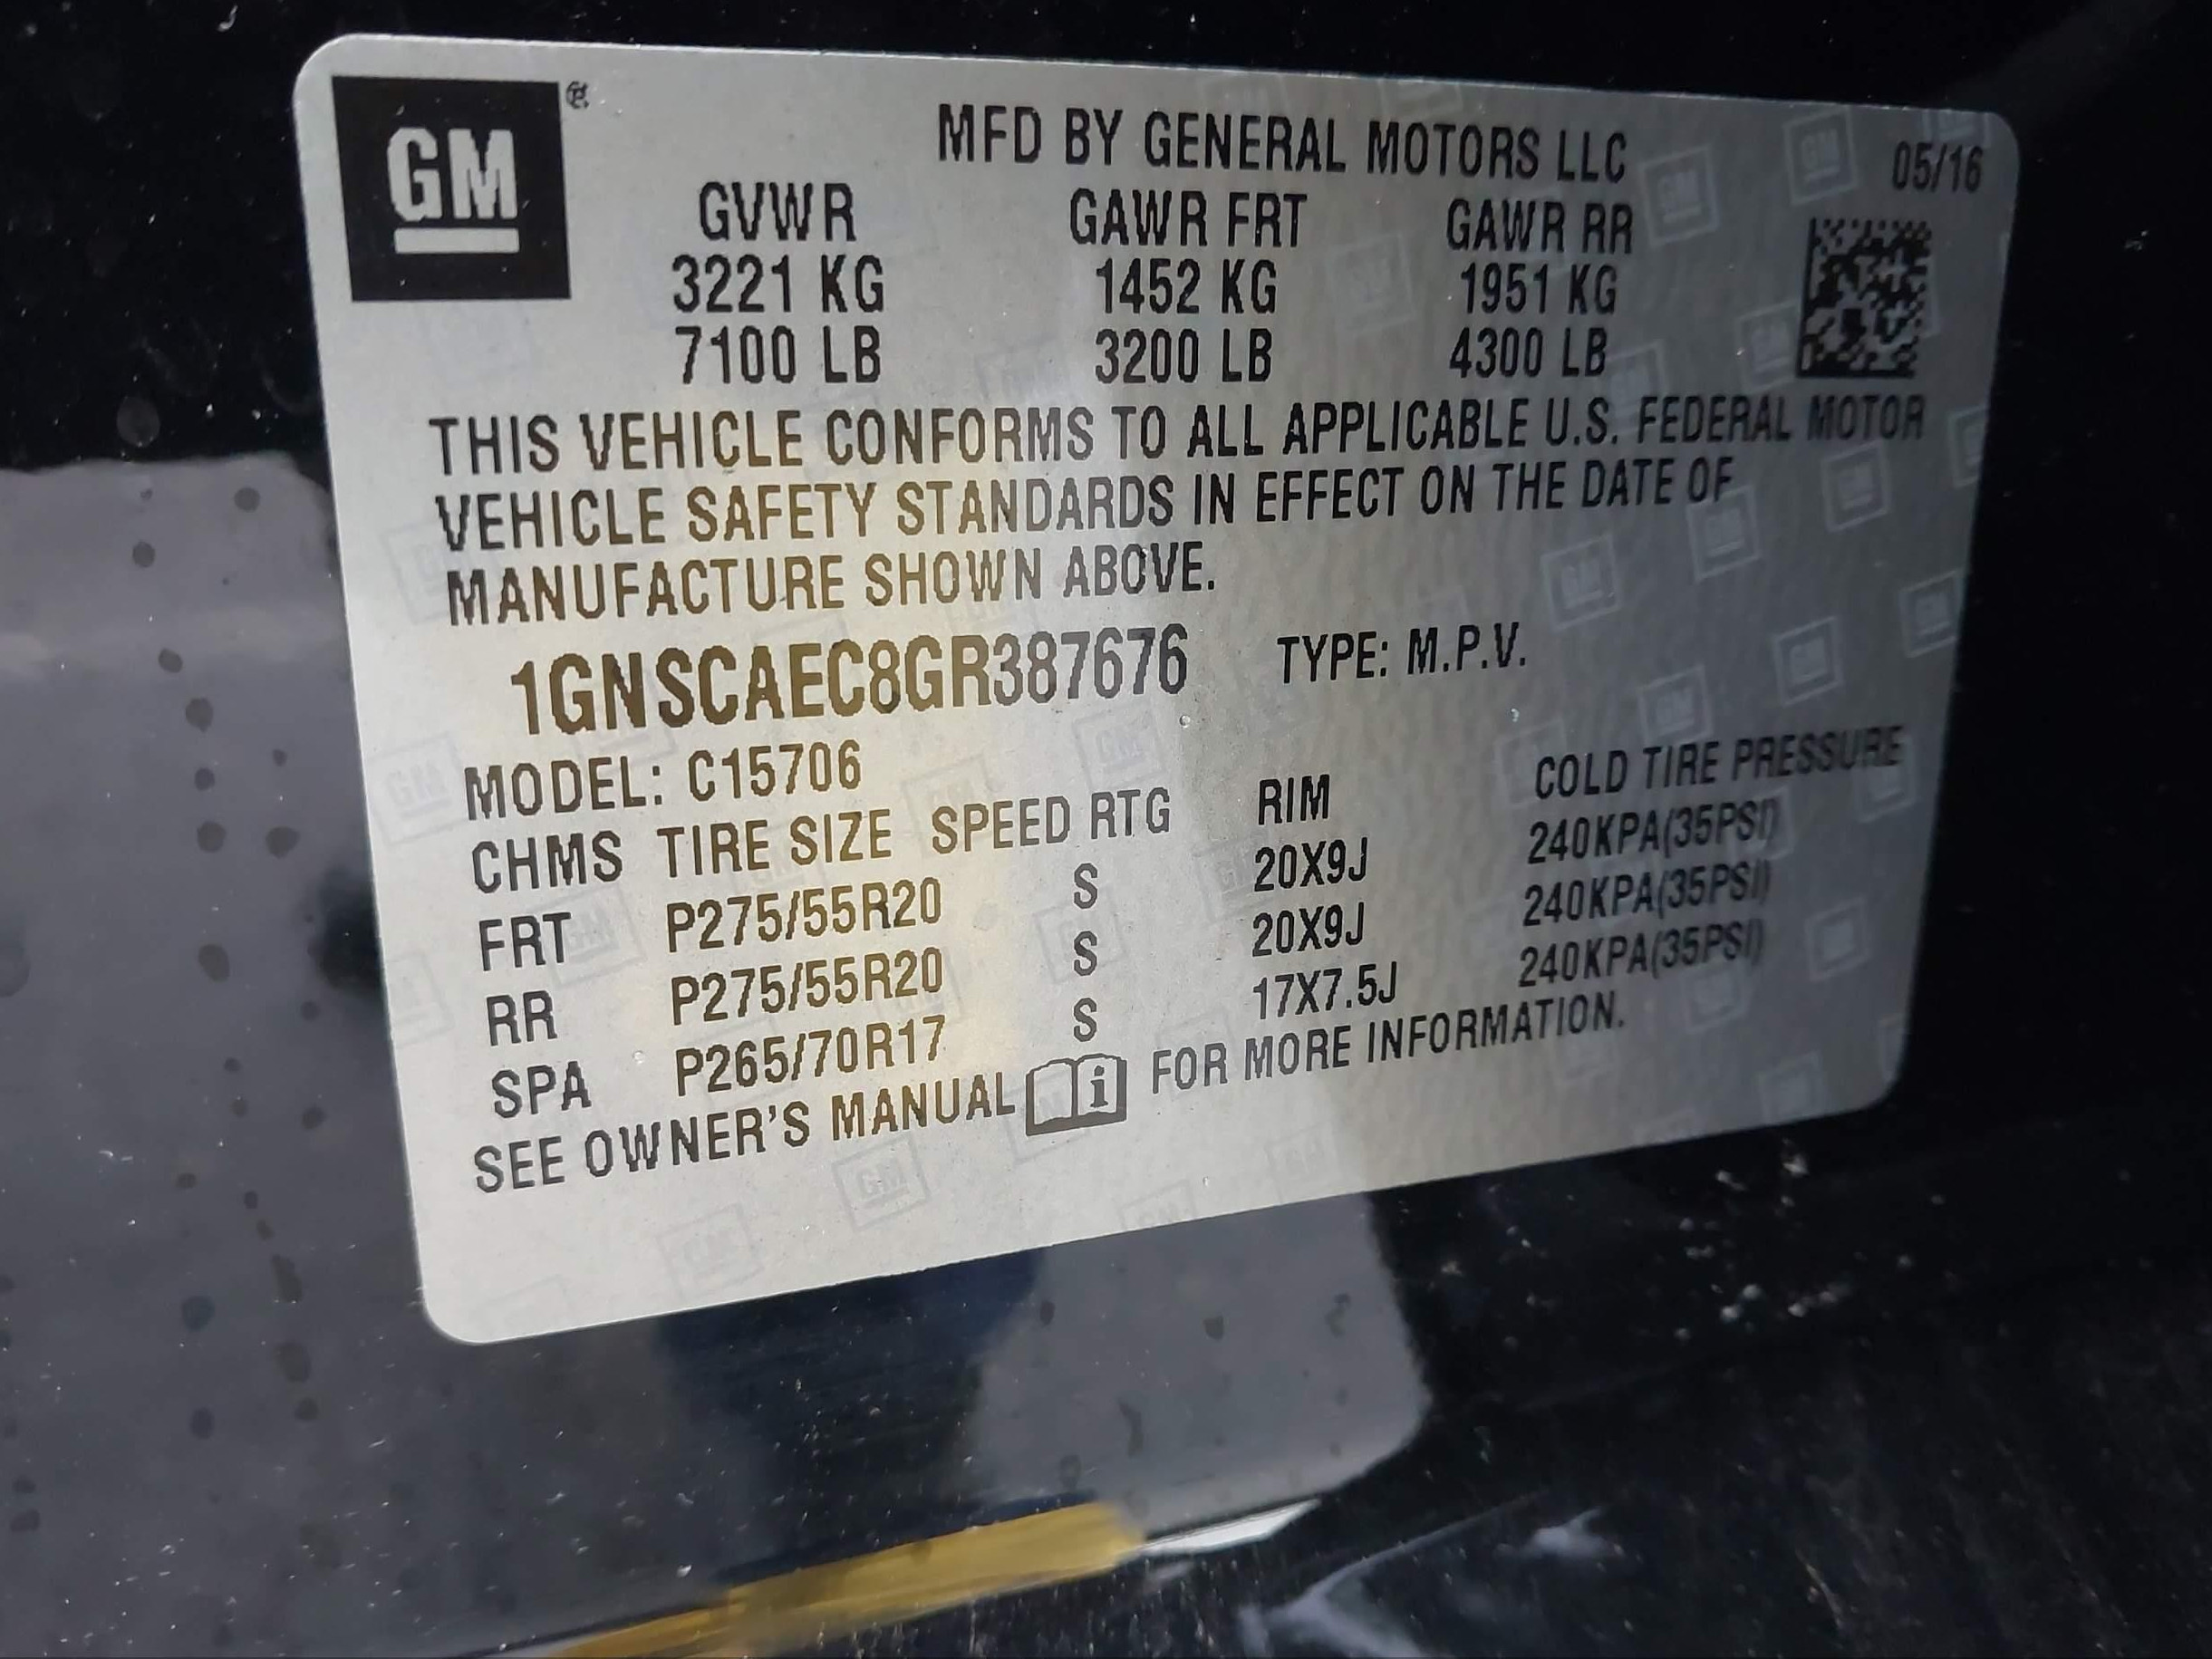 GM
MFD BY GENERAL MOTORS LLC
05/16
GVWR GAWR FRT GAWR RR
3221 KG 1452 KG 1951 KG
7100 LB 3200 LB 4300 LB
THIS VEHICLE CONFORMS TO ALL APPLICABLE U.S. FEDERAL MOTOR
VEHICLE SAFETY STANDARDS IN EFFECT ON THE DATE OF
MANUFACTURE SHOWN ABOVE.
1GNSCAEC8GR387676 TYPE: M.P.V.
MODEL: C15706
CHMS TIRE SIZE SPEED RTG RIM COLD TIRE PRESSURE
FRT P275/55R20 S 20X9J 240KPA(35PSI)
RR P275/55R20 S 20X9J 240KPA(35PSI)
SPA P265/70R17 S 17X7.5J 240KPA(35PSI)
SEE OWNER'S MANUAL i FOR MORE INFORMATION.